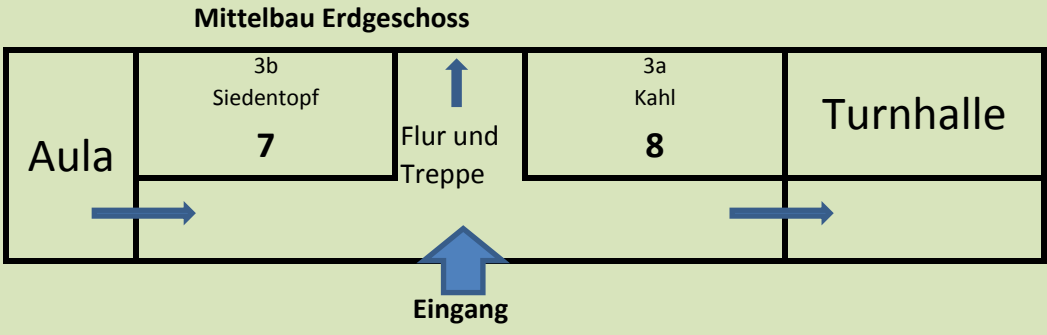 Mittelbau Erdgeschoss
Aula
3b
Siedentopf
7
Flur und
Treppe
3a
Kahl
8
Turnhalle
Eingang